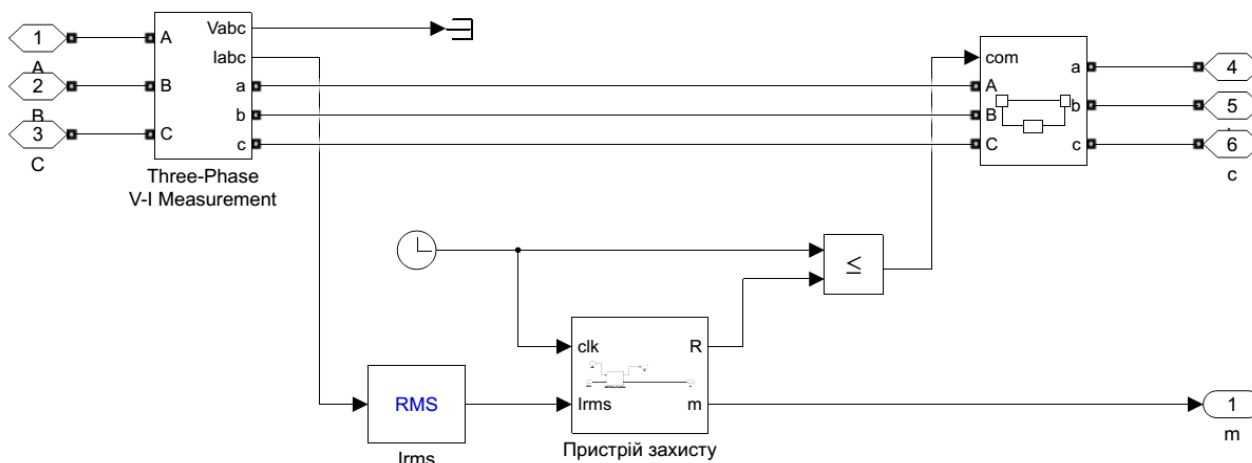 1
A
2
B
3
C
A
B
C
Vabc
Iabc
a
b
c
Three-Phase
V-I Measurement
com
A
B
C
a
b
c
4
5
6
c
≤
clk
Irms
R
m
Пристрій захисту
RMS
Irms
1
m